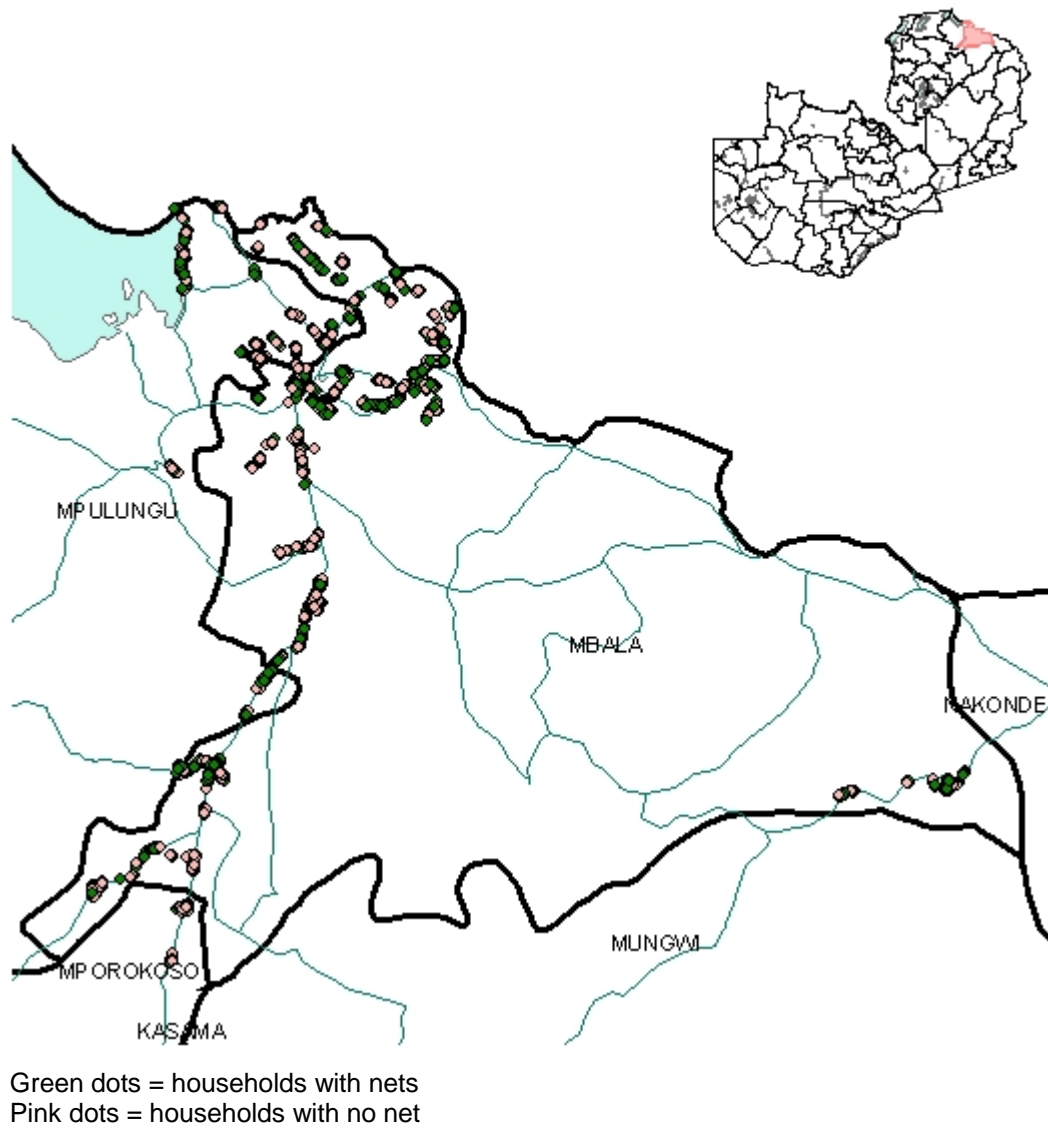 MPULUNGU
MBALA
NAKONDE
MUNGWI
MPOROKOSO
KASAMA
Green dots = households with nets
Pink dots = households with no net